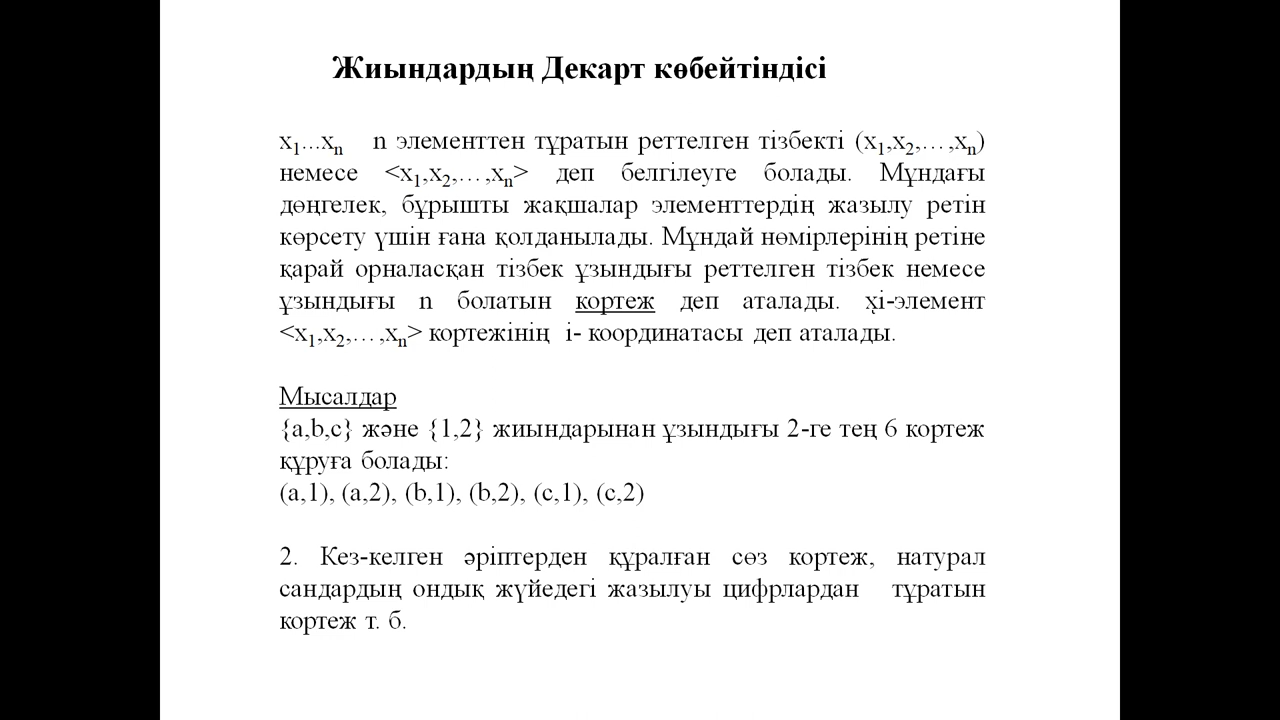 Жиындардың Декарт көбейтіндісі
x₁...xₙ n элементтен тұратын реттелген тізбекті (x₁,x₂,…,xₙ)
немесе <x₁,x₂,…,xₙ> деп белгілеуге болады. Мұндағы
дөңгелек, бұрышты жақшалар элементтердің жазылу ретін
көрсету үшін ғана қолданылады. Мұндай нөмірлерінің ретіне
қарай орналасқан тізбек ұзындығы реттелген тізбек немесе
ұзындығы n болатын кортеж деп аталады. xі-элемент
<x₁,x₂,…,xₙ> кортежінің і- координатасы деп аталады.
Мысалдар
{a,b,c} және {1,2} жиындарынан ұзындығы 2-ге тең 6 кортеж
құруға болады:
(a,1), (a,2), (b,1), (b,2), (c,1), (c,2)
2. Кез-келген әріптерден құралған сөз кортеж, натурал
сандардың ондық жүйедегі жазылуы цифрлардан тұратын
кортеж т. б.